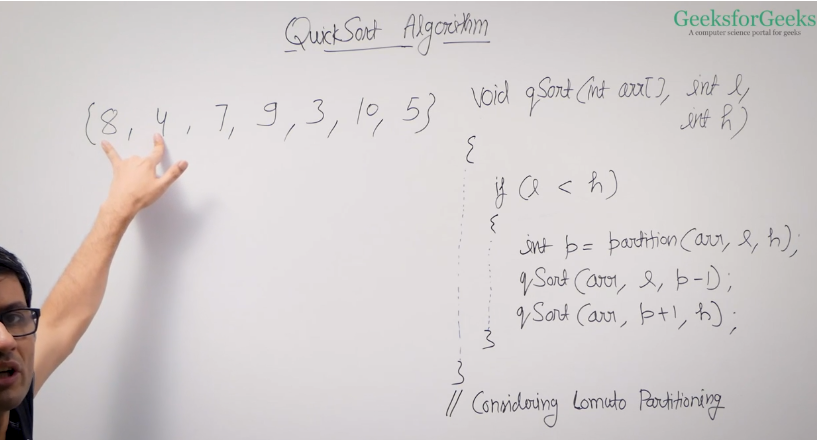 GeeksforGeeks
A computer science portal for geeks
QuickSort Algorithm
{8, 4, 7, 9, 3, 10, 5}
void qSort(int arr[], int l,
int h)
{
if (l < h)
{
int p = partition(arr, l, h);
qSort(arr, l, p-1);
qSort(arr, p+1, h);
}
}
// Considering Lomuto Partitioning